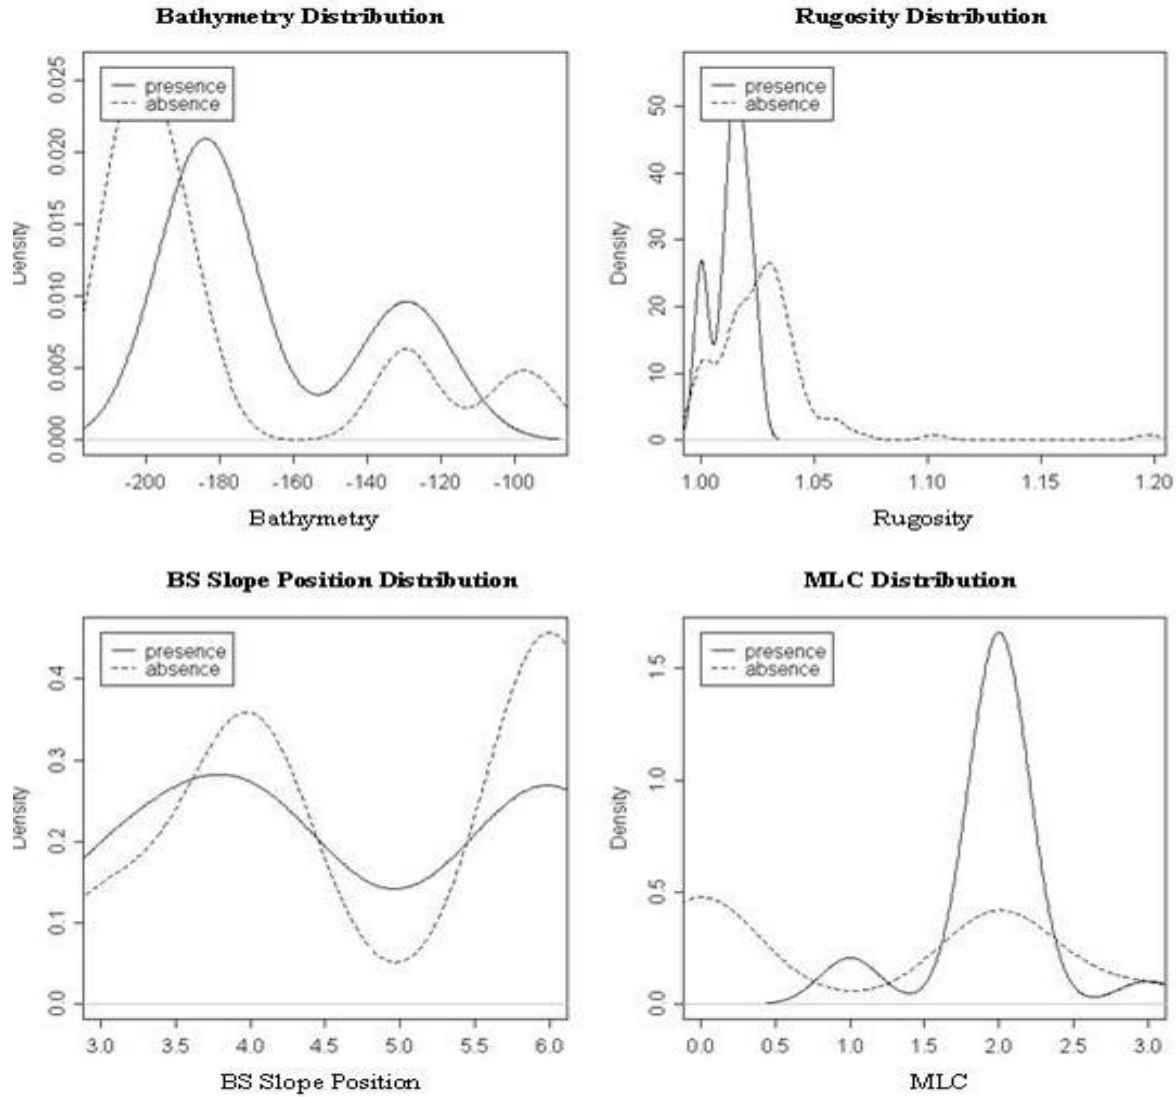 Bathymetry Distribution
presence
absence
0.025
0.020
0.015
0.010
0.005
0.000
Density
-200 -180 -160 -140 -120 -100
Bathymetry
Rugosity Distribution
presence
absence
50
40
30
20
10
0
Density
1.00 1.05 1.10 1.15 1.20
Rugosity
BS Slope Position Distribution
presence
absence
0.4
0.3
0.2
0.1
0.0
Density
3.0 3.5 4.0 4.5 5.0 5.5 6.0
BS Slope Position
MLC Distribution
presence
absence
1.5
1.0
0.5
0.0
Density
0.0 0.5 1.0 1.5 2.0 2.5 3.0
MLC